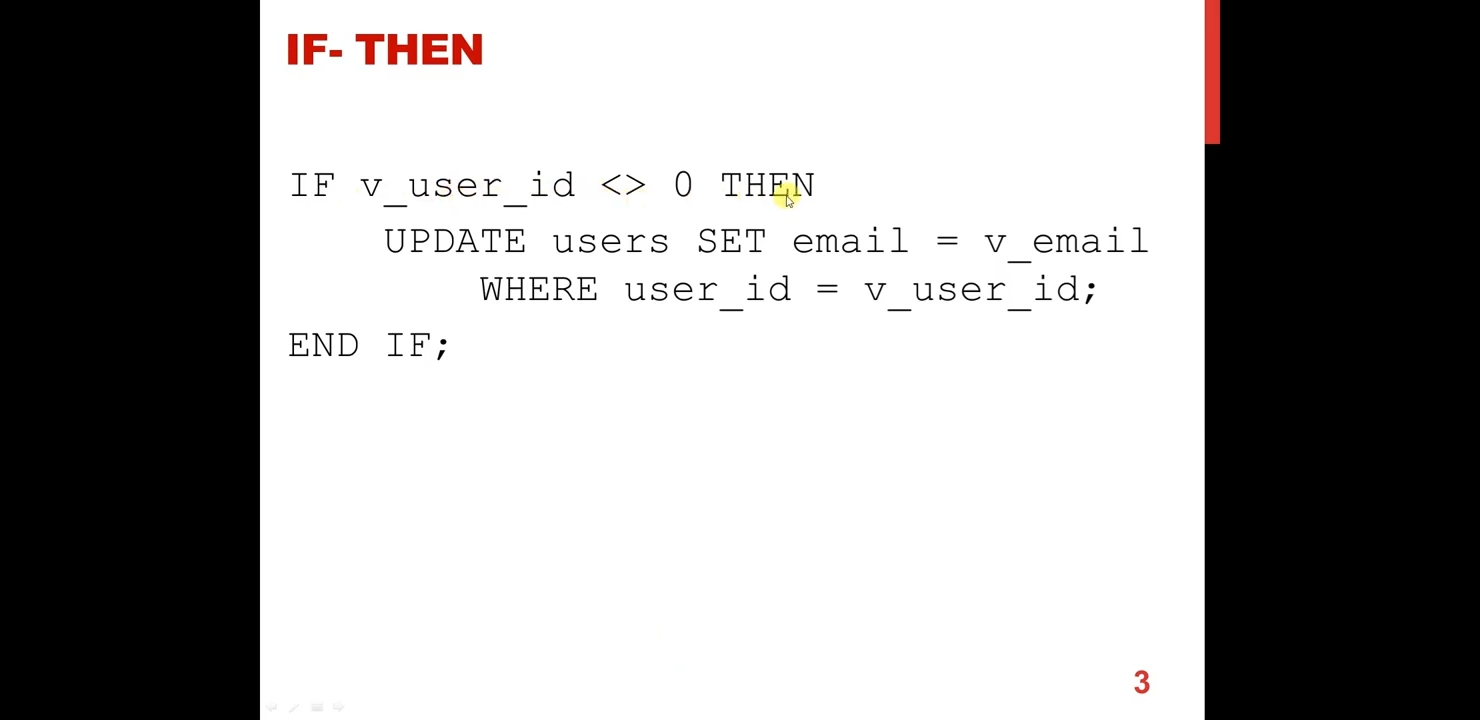 IF- THEN
IF v_user_id <> 0 THEN
UPDATE users SET email = v_email
WHERE user_id = v_user_id;
END IF;
3